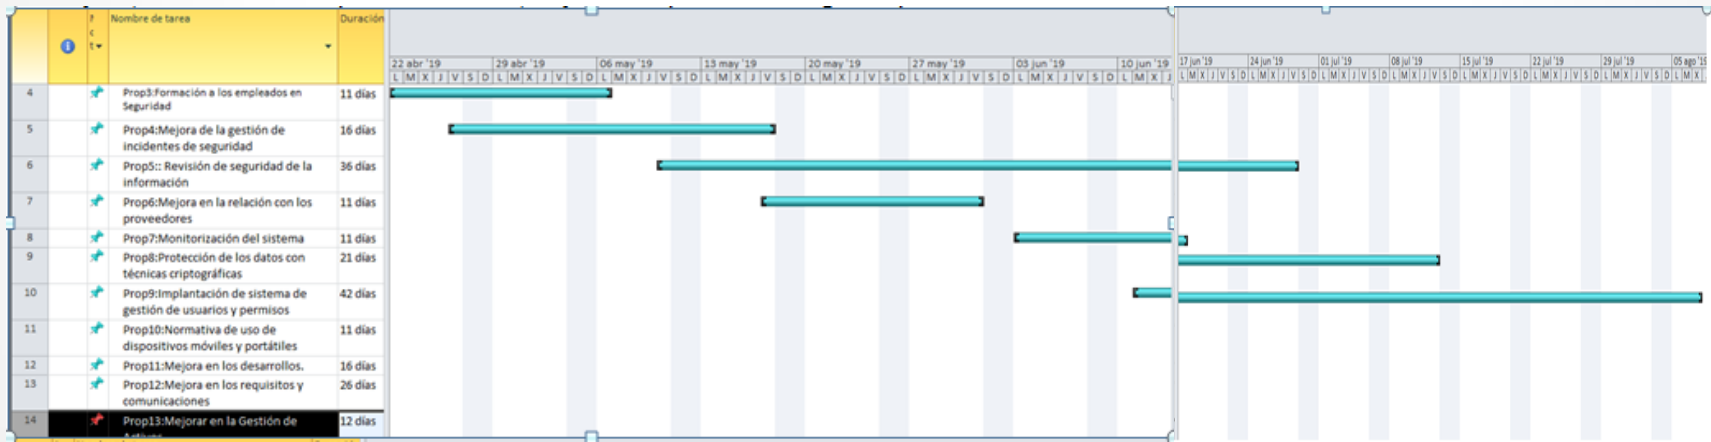 Nombre de tarea
Duración
22 abr '19 29 abr '19 06 may '19 13 may '19 20 may '19 27 may '19 03 jun '19 10 jun '19
L M X J V S D L M X J V S D L M X J V S D L M X J V S D L M X J V S D L M X J V S D L M X J V S D L M X J
17 jun '19 24 jun '19 01 jul '19 08 jul '19 15 jul '19 22 jul '19 29 jul '19 05 ago '19
L M X J V S D L M X J V S D L M X J V S D L M X J V S D L M X J V S D L M X J V S D L M X J V S D L M X
4 Prop3:Formación a los empleados en 11 días
Seguridad
5 Prop4:Mejora de la gestión de 16 días
incidentes de seguridad
6 Prop5:: Revisión de seguridad de la 36 días
información
7 Prop6:Mejora en la relación con los 11 días
proveedores
8 Prop7:Monitorización del sistema 11 días
9 Prop8:Protección de los datos con 21 días
técnicas criptográficas
10 Prop9:Implantación de sistema de 42 días
gestión de usuarios y permisos
11 Prop10:Normativa de uso de 11 días
dispositivos móviles y portátiles
12 Prop11:Mejora en los desarrollos. 16 días
13 Prop12:Mejora en los requisitos y 26 días
comunicaciones
14 Prop13:Mejorar en la Gestión de 12 días